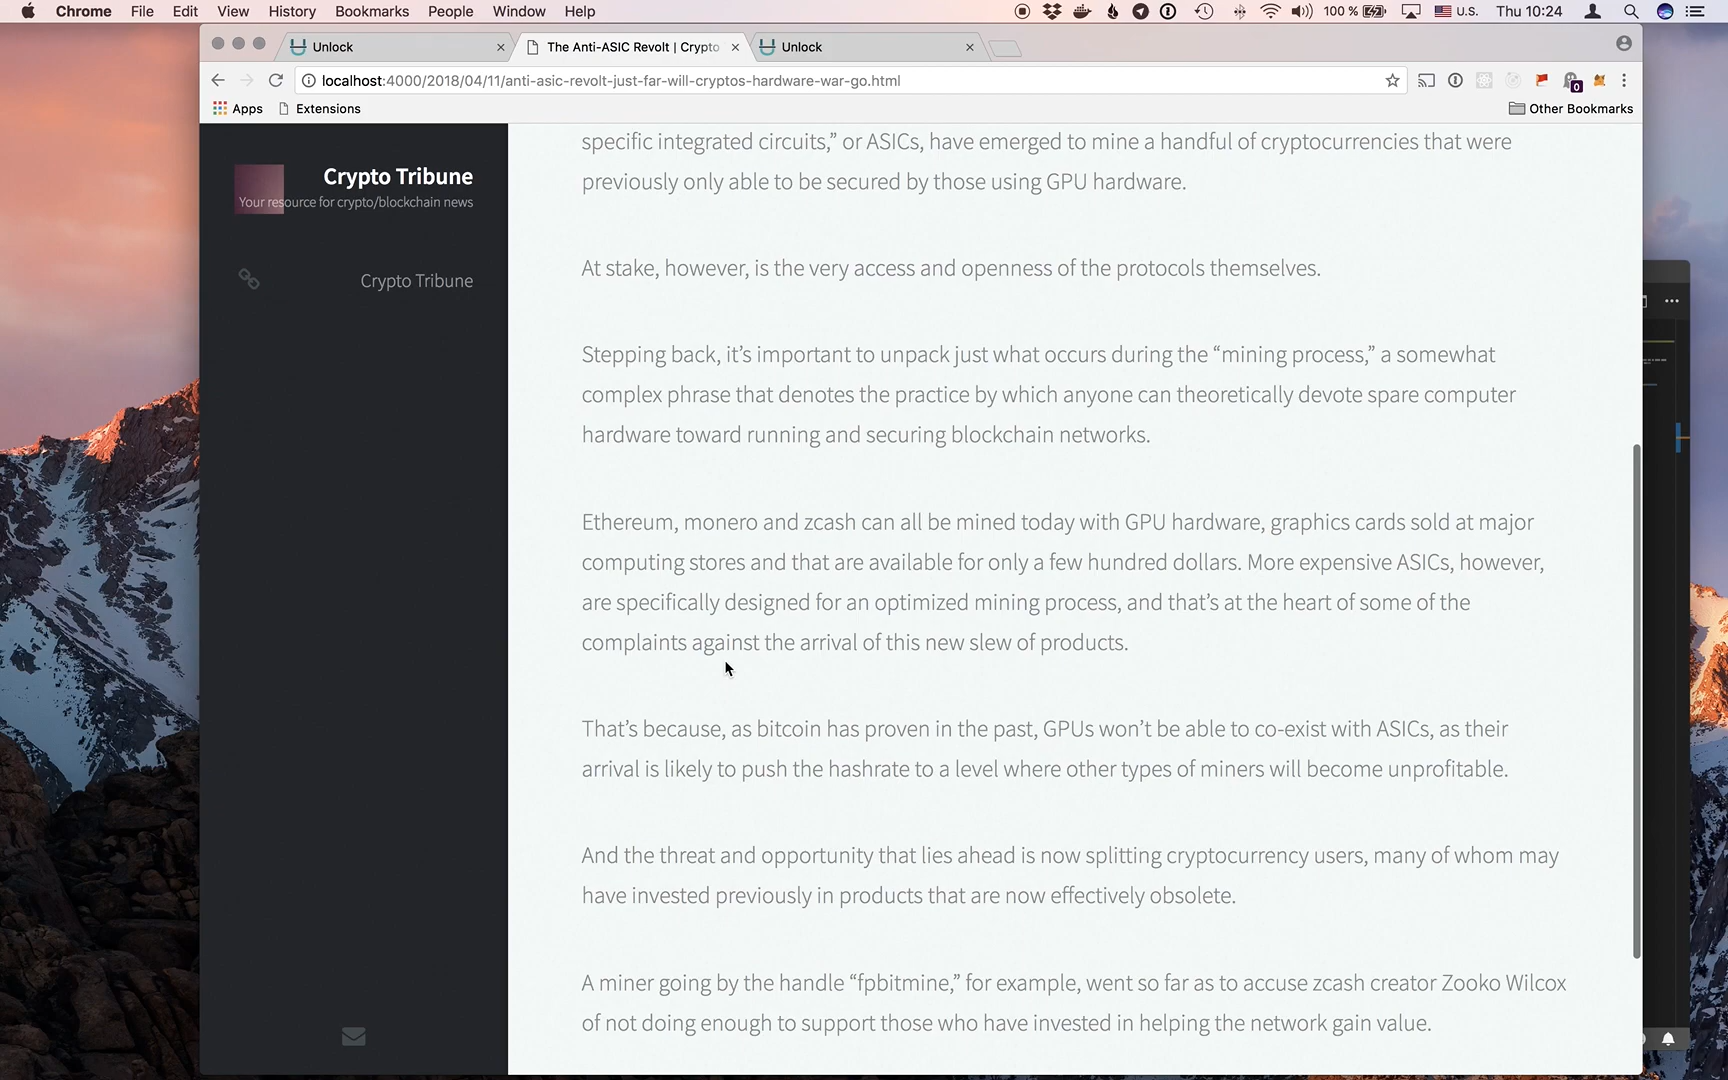 Chrome File Edit View History Bookmarks People Window Help 100 % U.S. Thu 10:24
Unlock The Anti-ASIC Revolt | Crypto Unlock
localhost:4000/2018/04/11/anti-asic-revolt-just-far-will-cryptos-hardware-war-go.html
0
Apps Extensions Other Bookmarks
Crypto Tribune
Your resource for crypto/blockchain news
Crypto Tribune
specific integrated circuits,” or ASICs, have emerged to mine a handful of cryptocurrencies that were
previously only able to be secured by those using GPU hardware.
At stake, however, is the very access and openness of the protocols themselves.
Stepping back, it’s important to unpack just what occurs during the “mining process,” a somewhat
complex phrase that denotes the practice by which anyone can theoretically devote spare computer
hardware toward running and securing blockchain networks.
Ethereum, monero and zcash can all be mined today with GPU hardware, graphics cards sold at major
computing stores and that are available for only a few hundred dollars. More expensive ASICs, however,
are specifically designed for an optimized mining process, and that’s at the heart of some of the
complaints against the arrival of this new slew of products.
That’s because, as bitcoin has proven in the past, GPUs won’t be able to co-exist with ASICs, as their
arrival is likely to push the hashrate to a level where other types of miners will become unprofitable.
And the threat and opportunity that lies ahead is now splitting cryptocurrency users, many of whom may
have invested previously in products that are now effectively obsolete.
A miner going by the handle “fpbitmine,” for example, went so far as to accuse zcash creator Zooko Wilcox
of not doing enough to support those who have invested in helping the network gain value.